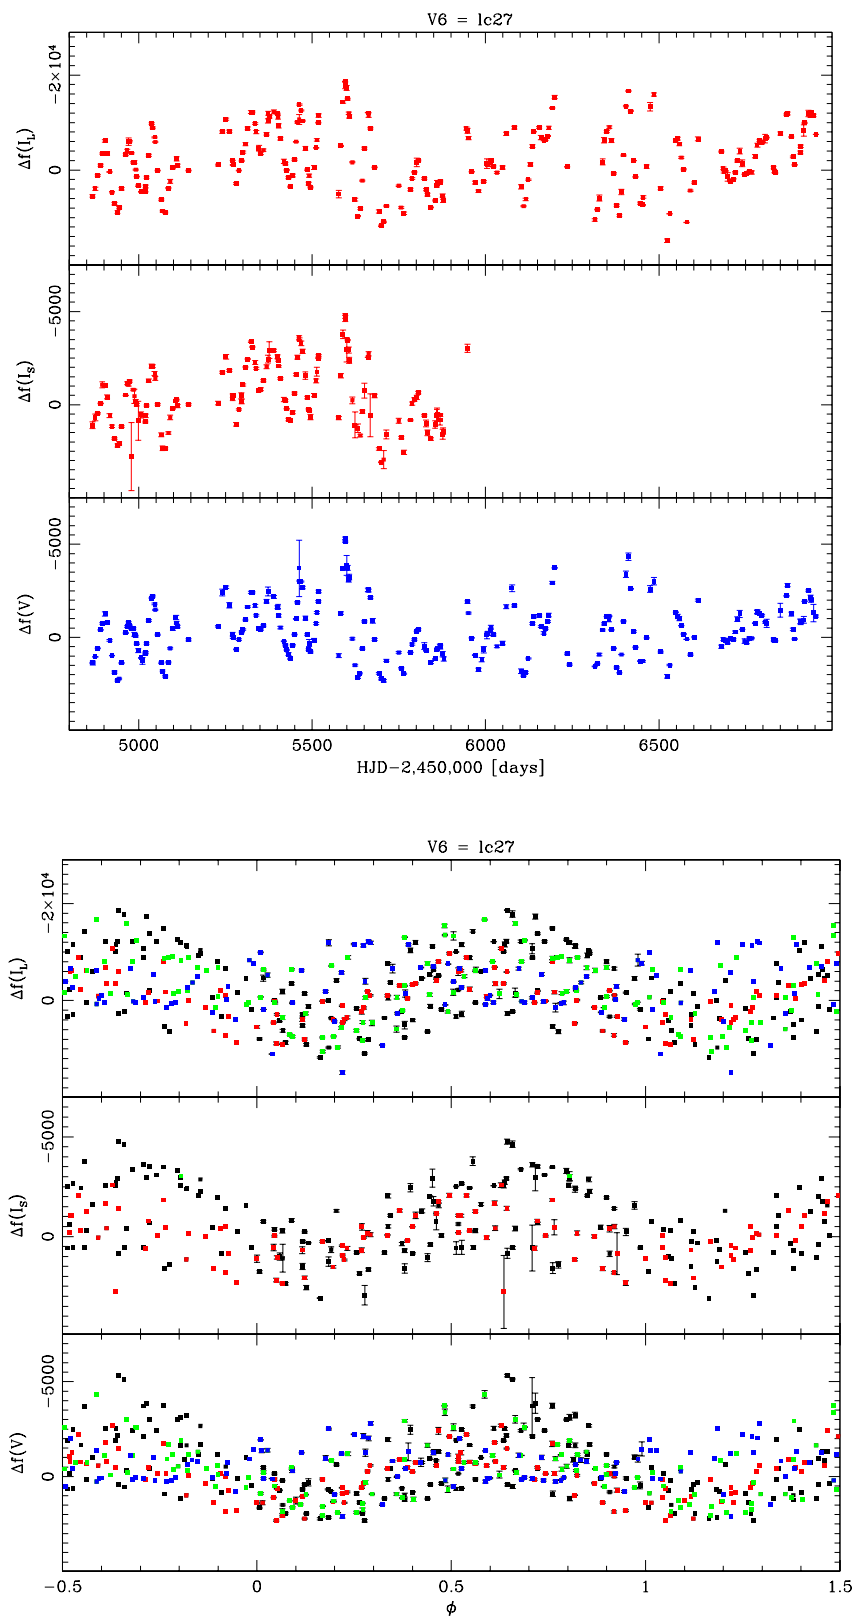 V6 = lc27
−2×10⁴
0
Δf(I_L)
−5000
0
Δf(I_S)
−5000
0
Δf(V)
5000 5500 6000 6500
HJD−2,450,000 [days]
V6 = lc27
−2×10⁴
0
Δf(I_L)
−5000
0
Δf(I_S)
−5000
0
Δf(V)
−0.5 0 0.5 1 1.5
ϕ